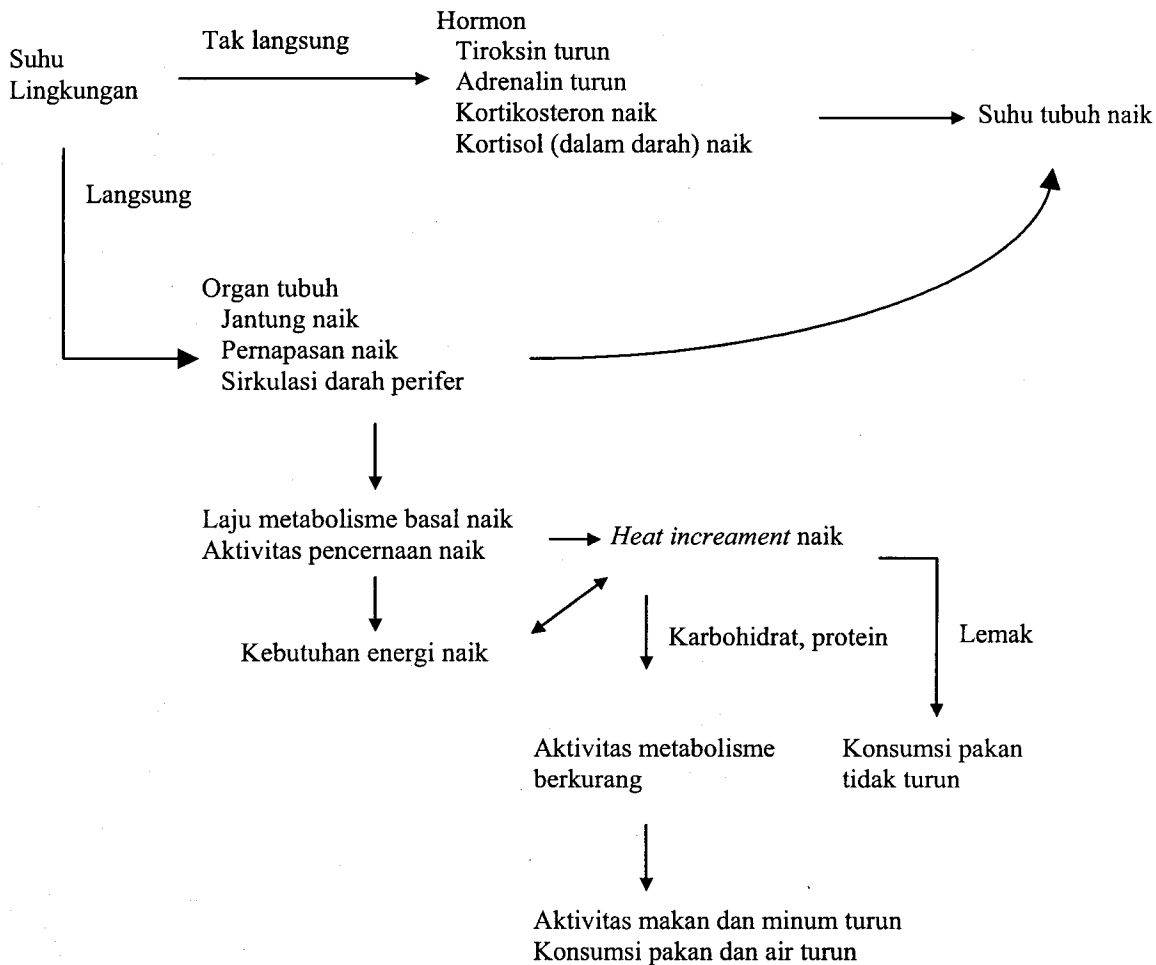 Hormon
Tak langsung
Tiroksin turun
Suhu
Lingkungan
Adrenalin turun
Kortikosteron naik
Suhu tubuh naik
Kortisol (dalam darah) naik
Langsung
Organ tubuh
Jantung naik
Pernapasan naik
Sirkulasi darah perifer
Laju metabolisme basal naik
Aktivitas pencernaan naik
Heat increament naik
Kebutuhan energi naik
Karbohidrat, protein
Lemak
Aktivitas metabolisme
berkurang
Konsumsi pakan
tidak turun
Aktivitas makan dan minum turun
Konsumsi pakan dan air turun